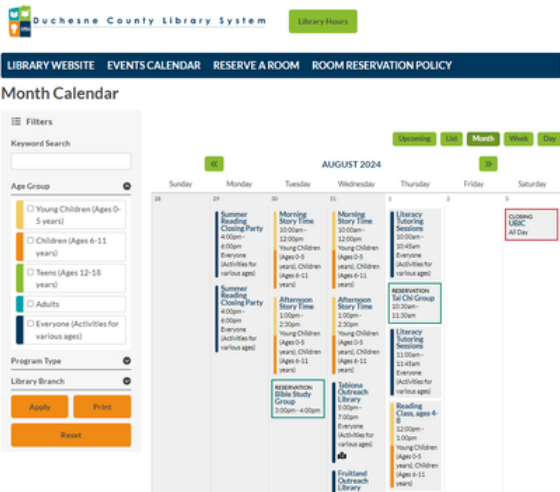 Duchesne County Library System
Library Hours
LIBRARY WEBSITE EVENTS CALENDAR RESERVE A ROOM ROOM RESERVATION POLICY
Month Calendar
Filters
Keyword Search
Age Group
Young Children (Ages 0-
5 years)
Children (Ages 6-11
years)
Teens (Ages 12-18
years)
Adults
Everyone (Activities for
various ages)
Program Type
Library Branch
Apply
Print
Reset
Upcoming List Month Week Day
«
AUGUST 2024
»
Sunday Monday Tuesday Wednesday Thursday Friday Saturday
28 29 30 31 1 2 3
Summer
Reading
Closing Party
4:00pm -
6:00pm
Everyone
(Activities for
various ages)
Summer
Reading
Closing Party
4:00pm -
6:00pm
Everyone
(Activities for
various ages)
Morning
Story Time
10:00am -
12:00pm
Young Children
(Ages 0-5
years), Children
(Ages 6-11
years)
Afternoon
Story Time
1:00pm -
2:30pm
Young Children
(Ages 0-5
years), Children
(Ages 6-11
years)
RESERVATION
Bible Study
Group
3:00pm - 4:00pm
Morning
Story Time
10:00am -
12:00pm
Young Children
(Ages 0-5
years), Children
(Ages 6-11
years)
Afternoon
Story Time
1:00pm -
2:30pm
Young Children
(Ages 0-5
years), Children
(Ages 6-11
years)
Tabiona
Outreach
Library
5:00pm -
7:00pm
Everyone
(Activities for
various ages)
Fruitland
Outreach
Library
Literacy
Tutoring
Sessions
10:00am -
10:45am
Everyone
(Activities for
various ages)
RESERVATION
Tai Chi Group
10:30am -
11:30am
Literacy
Tutoring
Sessions
11:00am -
11:45am
Everyone
(Activities for
various ages)
Reading
Class, ages 4-
8
12:00pm -
1:00pm
Young Children
(Ages 0-5
years), Children
(Ages 6-11
years)
CLOSING
UBIC
All Day